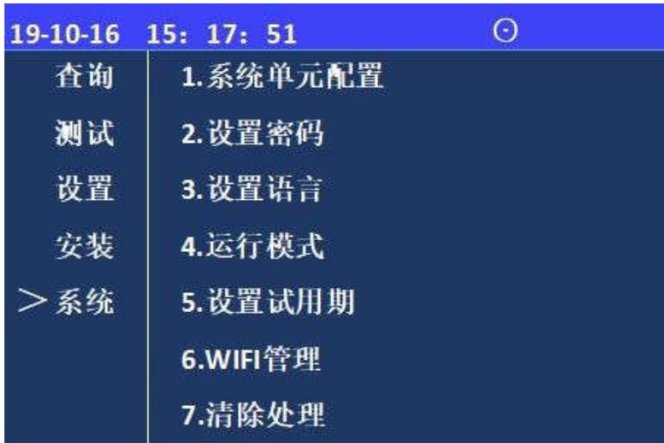 19-10-16 15: 17: 51
查询
测试
设置
安装
＞系统
1.系统单元配置
2.设置密码
3.设置语言
4.运行模式
5.设置试用期
6.WIFI管理
7.清除处理